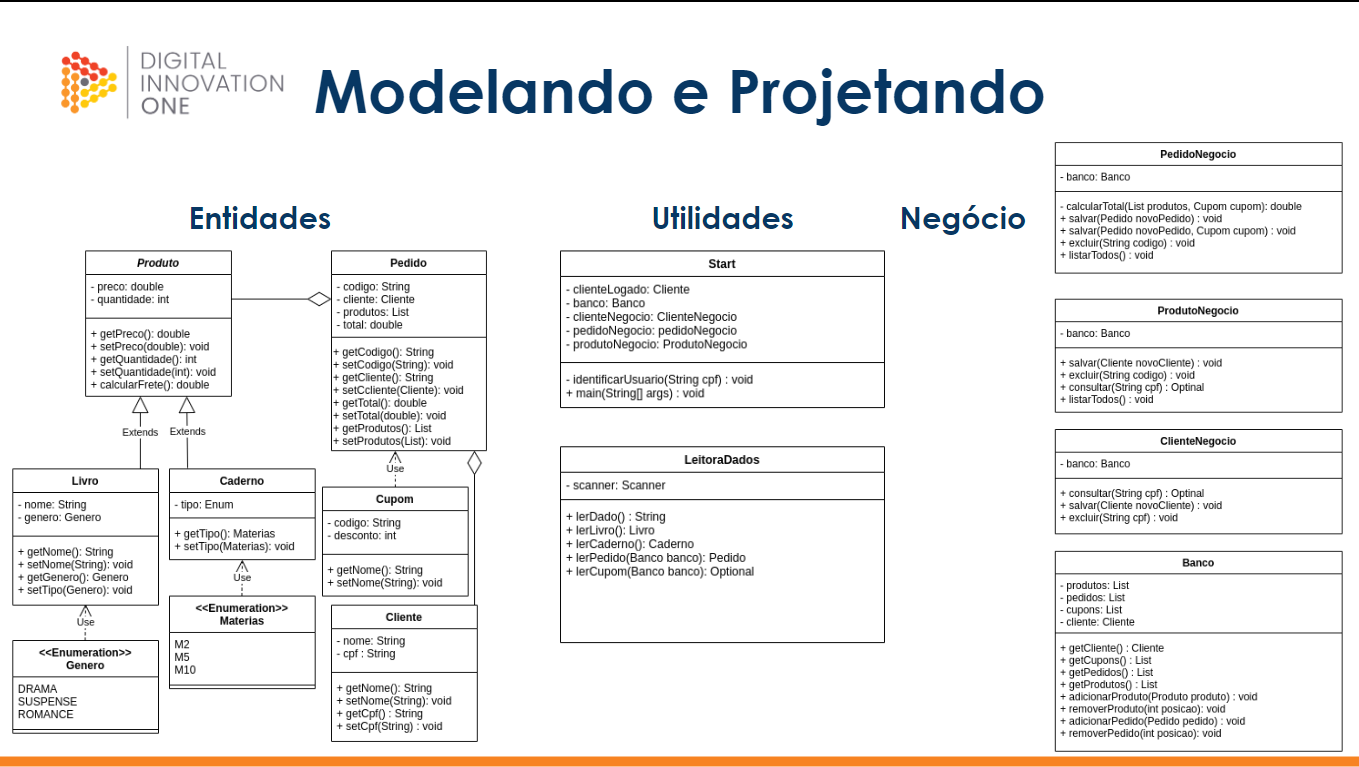 DIGITAL
INNOVATION
ONE
Modelando e Projetando
Entidades
Produto
- preco: double
- quantidade: int
+ getPreco(): double
+ setPreco(double): void
+ getQuantidade(): int
+ setQuantidade(int): void
+ calcularFrete(): double
Extends
Extends
Pedido
- codigo: String
- cliente: Cliente
- produtos: List
- total: double
+ getCodigo(): String
+ setCodigo(String): void
+ getCliente(): String
+ setCcliente(Cliente): void
+ getTotal(): double
+ setTotal(double): void
+ getProdutos(): List
+ setProdutos(List): void
Use
Livro
- nome: String
- genero: Genero
+ getNome(): String
+ setNome(String): void
+ getGenero(): Genero
+ setTipo(Genero): void
Use
<<Enumeration>>
Genero
DRAMA
SUSPENSE
ROMANCE
Caderno
- tipo: Enum
+ getTipo(): Materias
+ setTipo(Materias): void
Use
<<Enumeration>>
Materias
M2
M5
M10
Cupom
- codigo: String
- desconto: int
+ getNome(): String
+ setNome(String): void
Cliente
- nome: String
- cpf : String
+ getNome(): String
+ setNome(String): void
+ getCpf() : String
+ setCpf(String) : void
Utilidades
Start
- clienteLogado: Cliente
- banco: Banco
- clienteNegocio: ClienteNegocio
- pedidoNegocio: pedidoNegocio
- produtoNegocio: ProdutoNegocio
- identificarUsuario(String cpf) : void
+ main(String[] args) : void
LeitoraDados
- scanner: Scanner
+ lerDado() : String
+ lerLivro(): Livro
+ lerCaderno(): Caderno
+ lerPedido(Banco banco): Pedido
+ lerCupom(Banco banco): Optional
Negócio
PedidoNegocio
- banco: Banco
- calcularTotal(List produtos, Cupom cupom): double
+ salvar(Pedido novoPedido) : void
+ salvar(Pedido novoPedido, Cupom cupom) : void
+ excluir(String codigo) : void
+ listarTodos() : void
ProdutoNegocio
- banco: Banco
+ salvar(Cliente novoCliente) : void
+ excluir(String codigo) : void
+ consultar(String cpf) : Optinal
+ listarTodos() : void
ClienteNegocio
- banco: Banco
+ consultar(String cpf) : Optinal
+ salvar(Cliente novoCliente) : void
+ excluir(String cpf) : void
Banco
- produtos: List
- pedidos: List
- cupons: List
- cliente: Cliente
+ getCliente() : Cliente
+ getCupons() : List
+ getPedidos() : List
+ getProdutos() : List
+ adicionarProduto(Produto produto) : void
+ removerProduto(int posicao): void
+ adicionarPedido(Pedido pedido) : void
+ removerPedido(int posicao): void